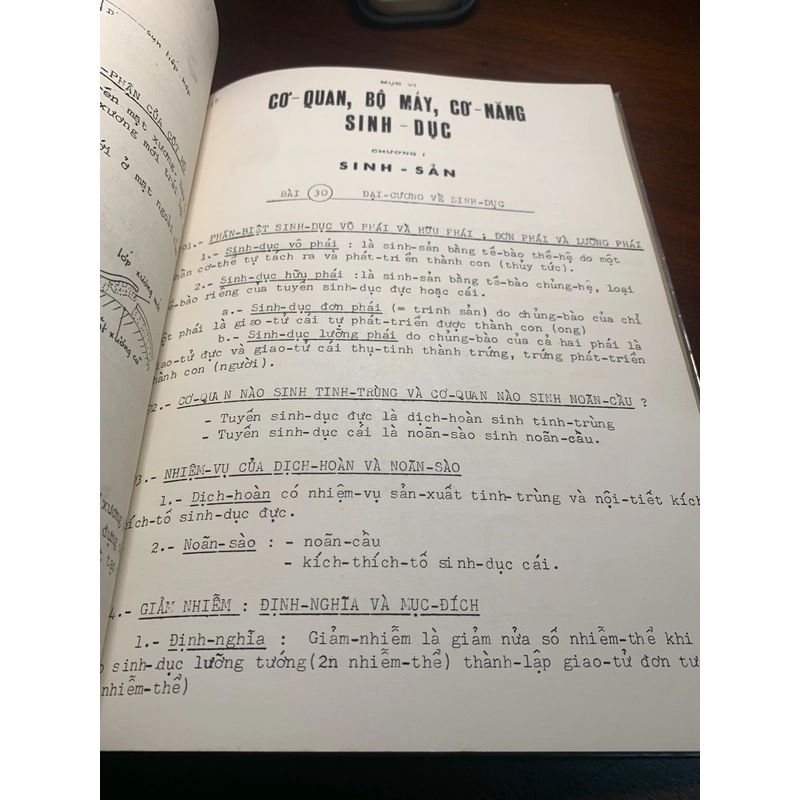 sụn tiếp hợp
MỤC VI
CƠ-QUAN, BỘ MÁY, CƠ-NĂNG
SINH-DỤC
CHƯƠNG I
SINH-SẢN
BÀI 30 ĐẠI-CƯƠNG VỀ SINH-DỤC
01.- PHÂN-BIỆT SINH-DỤC VÔ PHÁI VÀ HỮU PHÁI ; ĐƠN PHÁI VÀ LƯỠNG PHÁI
1.- Sinh-dục vô phái : là sinh-sản bằng tế-bào thể-hệ do một
phần cơ-thể tự tách ra và phát-triển thành con (thủy tức).
2.- Sinh-dục hữu phái :là sinh-sản bằng tế-bào chủng-hệ, loại
tế-bào riêng của tuyến sinh-dục đực hoặc cái.
a.- Sinh-dục đơn phái (= trinh sản) do chủng-bào của chỉ
một phái là giao-tử cái tự phát-triển được thành con (ong)
b.- Sinh-dục lưỡng phái do chủng-bào của cả hai phái là
giao-tử đực và giao-tử cái thụ-tinh thành trứng, trứng phát-triển
thành con (người).
2.- CƠ-QUAN NÀO SINH TINH-TRÙNG VÀ CƠ-QUAN NÀO SINH NOÃN-CẦU ?
- Tuyến sinh-dục đực là dịch-hoàn sinh tinh-trùng
- Tuyến sinh-dục cái là noãn-sào sinh noãn-cầu.
3.- NHIỆM-VỤ CỦA DỊCH-HOÀN VÀ NOÃN-SÀO
1.- Dịch-hoàn có nhiệm-vụ sản-xuất tinh-trùng và nội-tiết kích
thích-tố sinh-dục đực.
2.- Noãn-sào : - noãn-cầu
- kích-thích-tố sinh-dục cái.
4.- GIẢM NHIỄM : ĐỊNH-NGHĨA VÀ MỤC-ĐÍCH
1.- Định-nghĩa : Giảm-nhiễm là giảm nửa số nhiễm-thể khi
sinh-dục lưỡng tướng(2n nhiễm-thể) thành-lập giao-tử đơn
nhiễm-thể)